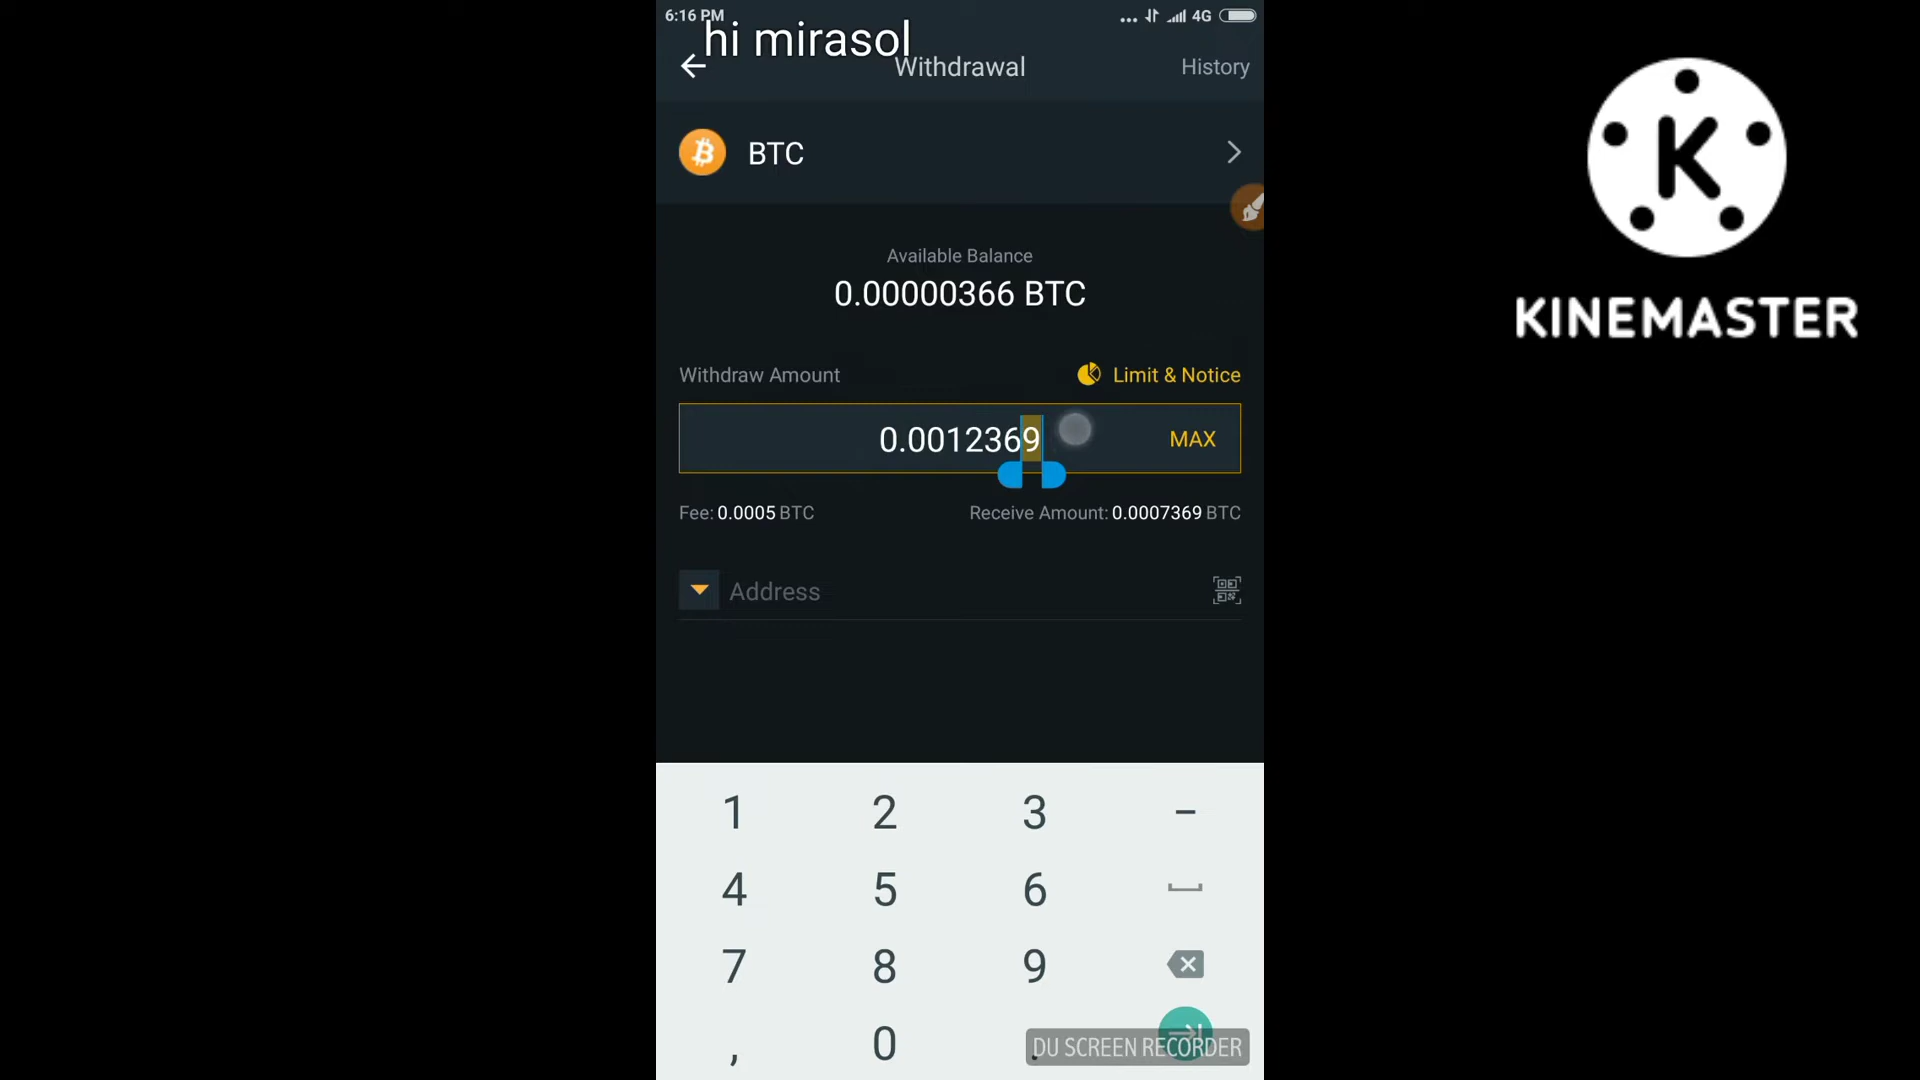 6:16 PM
4G
hi mirasol
Withdrawal
History
BTC
Available Balance
0.00000366 BTC
Withdraw Amount
Limit & Notice
0.0012369
MAX
Fee: 0.0005 BTC
Receive Amount: 0.0007369 BTC
Address
1 2 3 -
4 5 6
7 8 9
, 0 .
DU SCREEN RECORDER
K
KINEMASTER